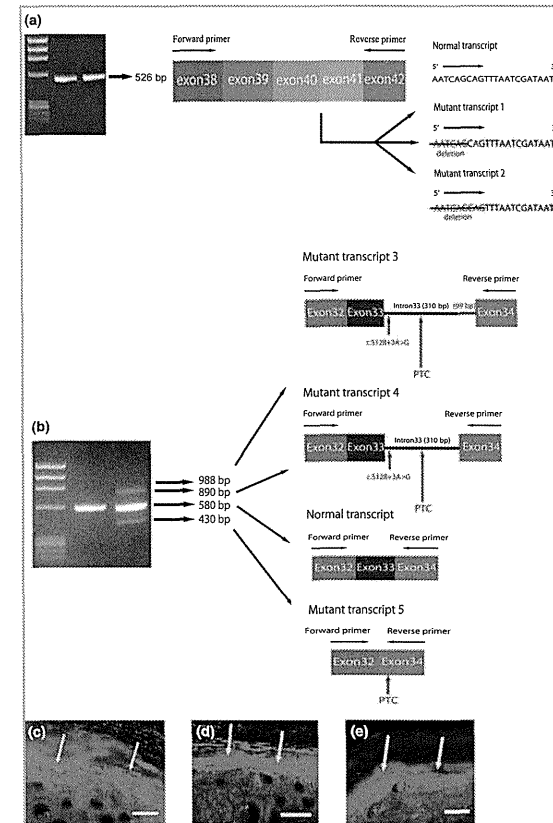 (a)
Forward primer
Reverse primer
526 bp
exon38
exon39
exon40
exon41
exon42
Normal transcript
5'
3
AATCAGCAGTTTAATCGATAAT
Mutant transcript 1
5'
3
AATCAGCAGTTTAATCGATAAT
deletion
Mutant transcript 2
5'
3
AATCAGCAGTTTAATCGATAAT
deletion
Mutant transcript 3
Forward primer
Reverse primer
Exon32
Exon33
Intron33 (310 bp)
Exon34
PTC
Mutant transcript 4
Forward primer
Reverse primer
Exon32
Exon33
Intron33 (310 bp)
Exon34
PTC
(b)
988 bp
890 bp
580 bp
430 bp
Normal transcript
Forward primer
Reverse primer
Exon32
Exon33
Exon34
Mutant transcript 5
Forward primer
Reverse primer
Exon32
Exon34
PTC
(c)
(d)
(e)